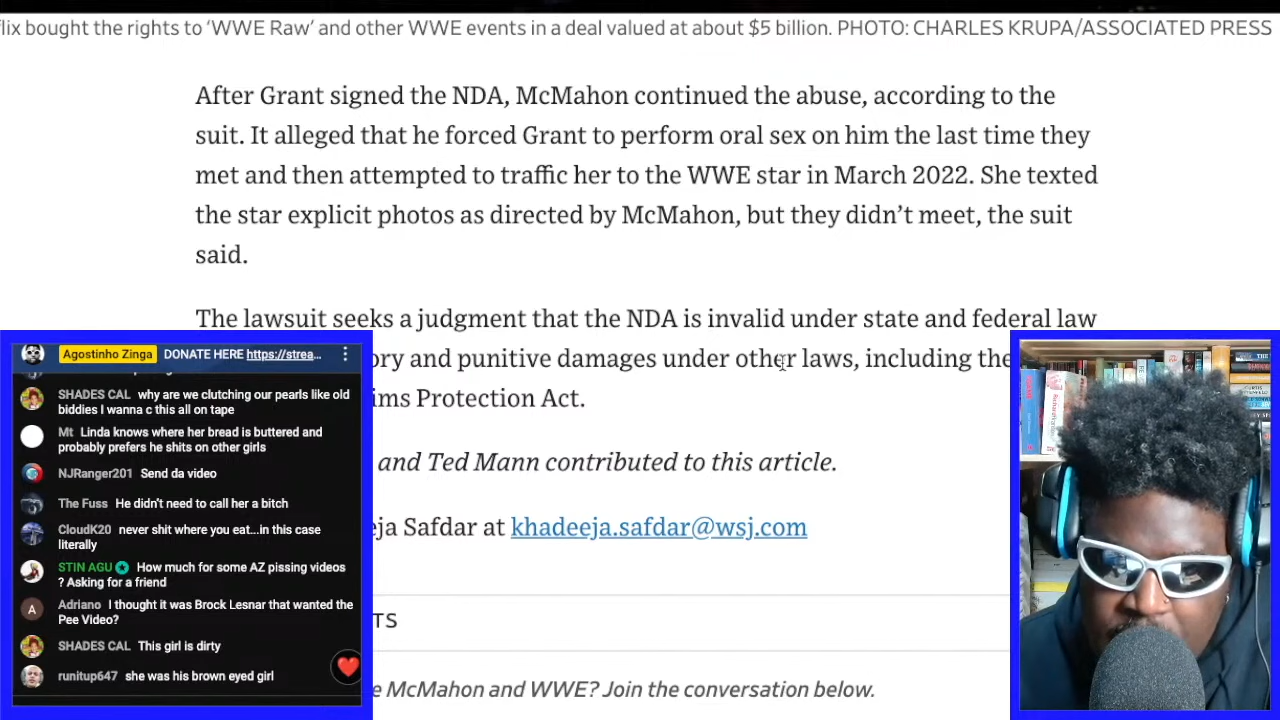 flix bought the rights to ‘WWE Raw’ and other WWE events in a deal valued at about $5 billion. PHOTO: CHARLES KRUPA/ASSOCIATED PRESS
After Grant signed the NDA, McMahon continued the abuse, according to the
suit. It alleged that he forced Grant to perform oral sex on him the last time they
met and then attempted to traffic her to the WWE star in March 2022. She texted
the star explicit photos as directed by McMahon, but they didn’t meet, the suit
said.
The lawsuit seeks a judgment that the NDA is invalid under state and federal law
ory and punitive damages under other laws, including the
ims Protection Act.
and Ted Mann contributed to this article.
eja Safdar at khadeeja.safdar@wsj.com
TS
e McMahon and WWE? Join the conversation below.
Agostinho Zinga DONATE HERE https://strea...
SHADES CAL why are we clutching our pearls like old
biddies I wanna c this all on tape
Mt Linda knows where her bread is buttered and
probably prefers he shits on other girls
NJRanger201 Send da video
The Fuss He didn't need to call her a bitch
CloudK20 never shit where you eat...in this case
literally
STIN AGU How much for some AZ pissing videos
? Asking for a friend
A Adriano I thought it was Brock Lesnar that wanted the
Pee Video?
SHADES CAL This girl is dirty
runitup647 she was his brown eyed girl